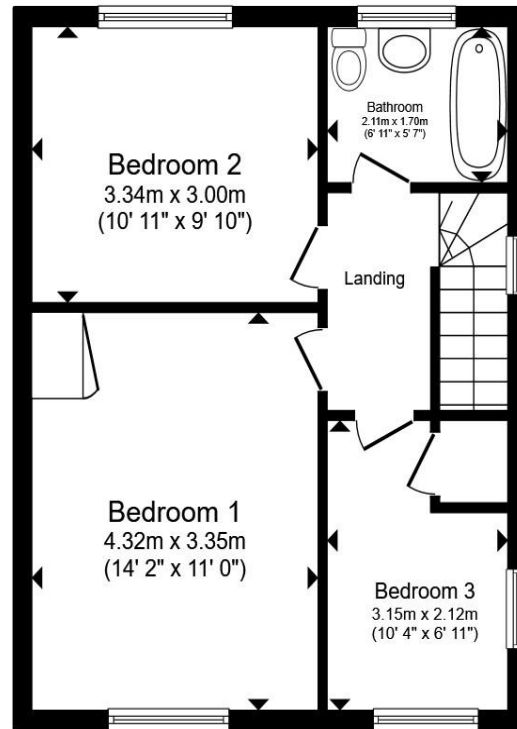 Bedroom 2
3.34m x 3.00m
(10' 11" x 9' 10")
Bathroom
2.11m x 1.70m
(6' 11" x 5' 7")
Landing
Bedroom 1
4.32m x 3.35m
(14' 2" x 11' 0")
Bedroom 3
3.15m x 2.12m
(10' 4" x 6' 11")